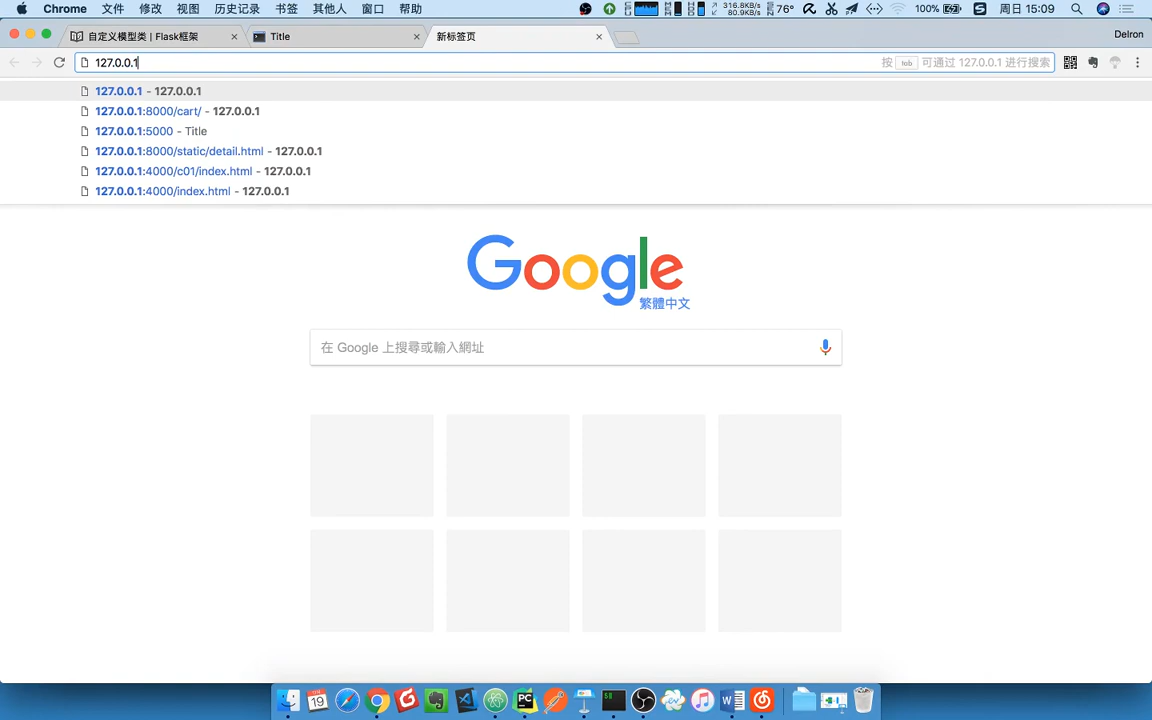 Chrome 文件 修改 视图 历史记录 书签 其他人 窗口 帮助 316.8KB/s 80.9KB/s 76° 100% 周日 15:09
自定义模型类 | Flask框架 Title 新标签页 Delron
127.0.0.1 按 tab 可通过 127.0.0.1 进行搜索
127.0.0.1 - 127.0.0.1
127.0.0.1:8000/cart/ - 127.0.0.1
127.0.0.1:5000 - Title
127.0.0.1:8000/static/detail.html - 127.0.0.1
127.0.0.1:4000/c01/index.html - 127.0.0.1
127.0.0.1:4000/index.html - 127.0.0.1
Google
繁體中文
在 Google 上搜尋或輸入網址
19 PC